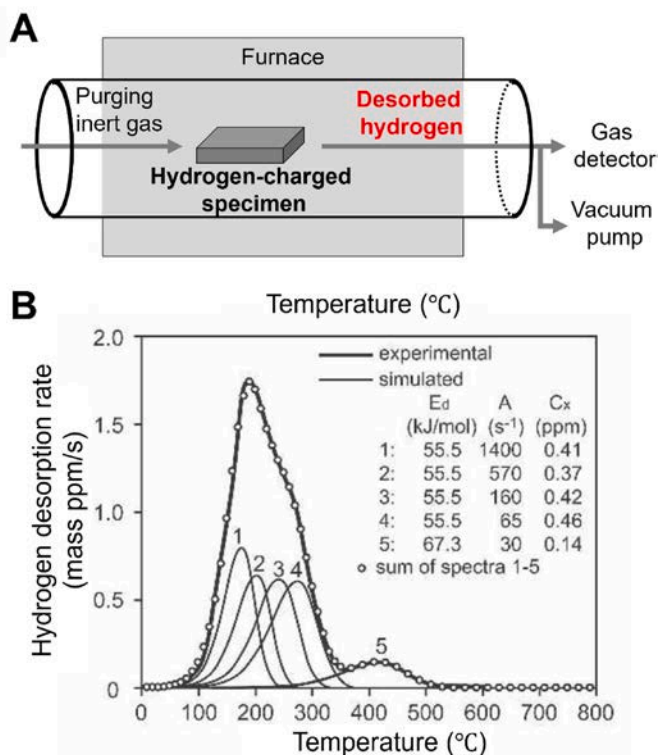 A
Furnace
Purging
inert gas
Desorbed
hydrogen
Hydrogen-charged
specimen
Gas
detector
Vacuum
pump
B
Temperature (℃)
Hydrogen desorption rate
(mass ppm/s)
2.0
1.5
1.0
0.5
0
experimental
simulated
Ed A Cx
(kJ/mol) (s⁻¹) (ppm)
1: 55.5 1400 0.41
2: 55.5 570 0.37
3: 55.5 160 0.42
4: 55.5 65 0.46
5: 67.3 30 0.14
sum of spectra 1-5
1
2
3
4
5
0 100 200 300 400 500 600 700 800
Temperature (℃)